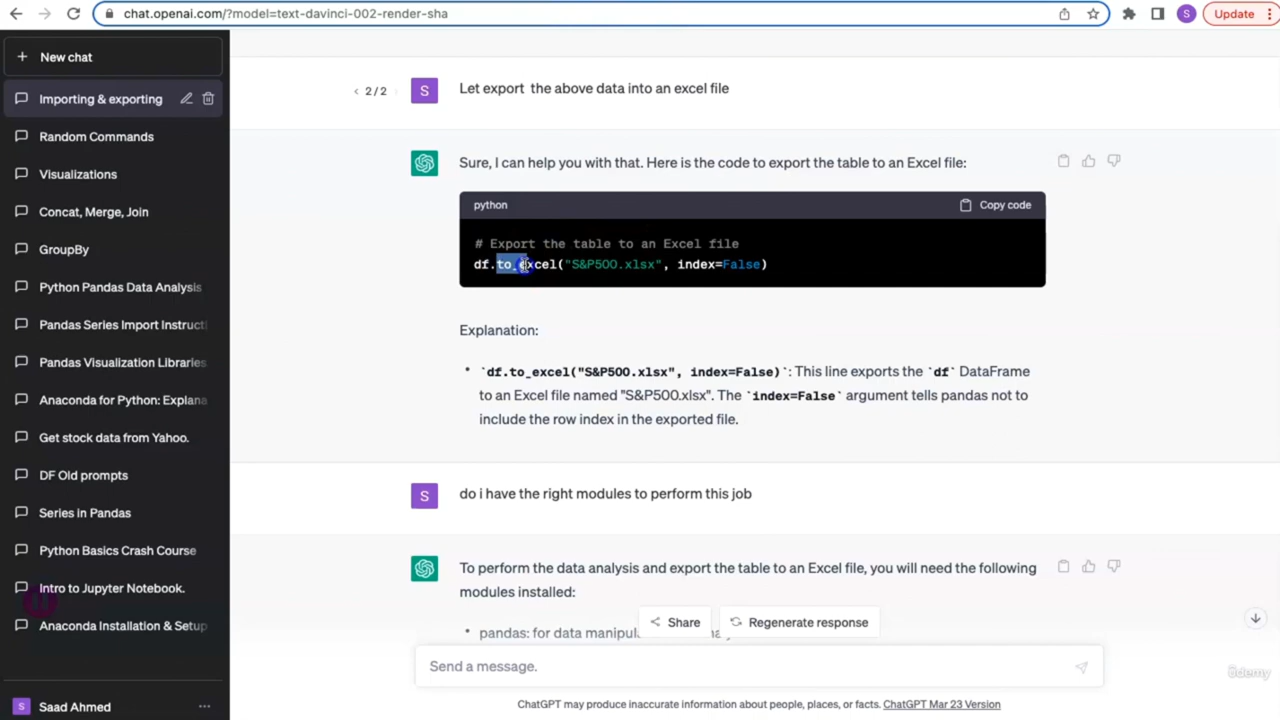 chat.openai.com/?model=text-davinci-002-render-sha
S
Update
New chat
Importing & exporting
Random Commands
Visualizations
Concat, Merge, Join
GroupBy
Python Pandas Data Analysis
Pandas Series Import Instruct
Pandas Visualization Libraries
Anaconda for Python: Explana
Get stock data from Yahoo.
DF Old prompts
Series in Pandas
Python Basics Crash Course
Intro to Jupyter Notebook.
Anaconda Installation & Setup
S Saad Ahmed
< 2/2
S
Let export the above data into an excel file
Sure, I can help you with that. Here is the code to export the table to an Excel file:
python
Copy code
# Export the table to an Excel file
df.to_excel("S&P500.xlsx", index=False)
Explanation:
• `df.to_excel("S&P500.xlsx", index=False)`: This line exports the `df` DataFrame
to an Excel file named "S&P500.xlsx". The `index=False` argument tells pandas not to
include the row index in the exported file.
S
do i have the right modules to perform this job
To perform the data analysis and export the table to an Excel file, you will need the following
modules installed:
• pandas: for data
Share
Regenerate response
Send a message.
ChatGPT may produce inaccurate information about people, places, or facts. ChatGPT Mar 23 Version
ûdemy